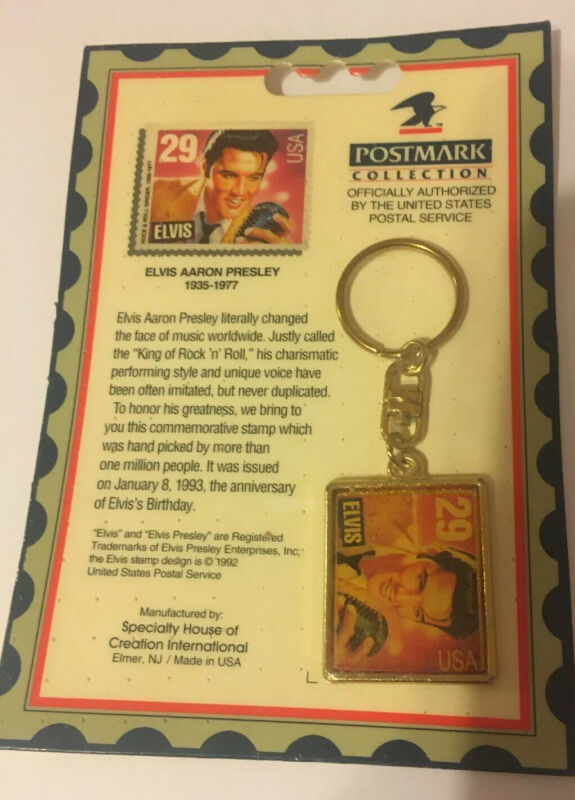 29
USA
ROCK & ROLL SINGER, 1935-1977
ELVIS
ELVIS AARON PRESLEY
1935-1977
™
POSTMARK
COLLECTION
OFFICIALLY AUTHORIZED
BY THE UNITED STATES
POSTAL SERVICE
Elvis Aaron Presley literally changed
the face of music worldwide. Justly called
the "King of Rock 'n' Roll," his charismatic
performing style and unique voice have
been often imitated, but never duplicated.
To honor his greatness, we bring to
you this commemorative stamp which
was hand picked by more than
one million people. It was issued
on January 8, 1993, the anniversary
of Elvis's Birthday.
"Elvis" and "Elvis Presley" are Registered
Trademarks of Elvis Presley Enterprises, Inc;
the Elvis stamp design is © 1992
United States Postal Service
Manufactured by:
Specialty House of
Creation International
Elmer, NJ / Made in USA
29
ELVIS
USA